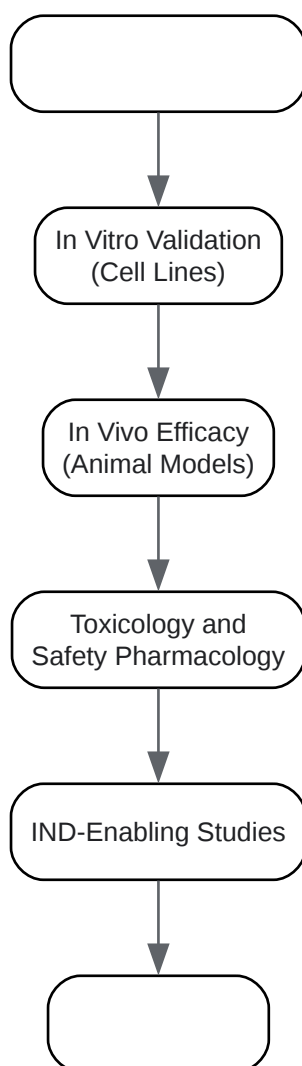 In Vitro Validation
(Cell Lines)
In Vivo Efficacy
(Animal Models)
Toxicology and
Safety Pharmacology
IND-Enabling Studies